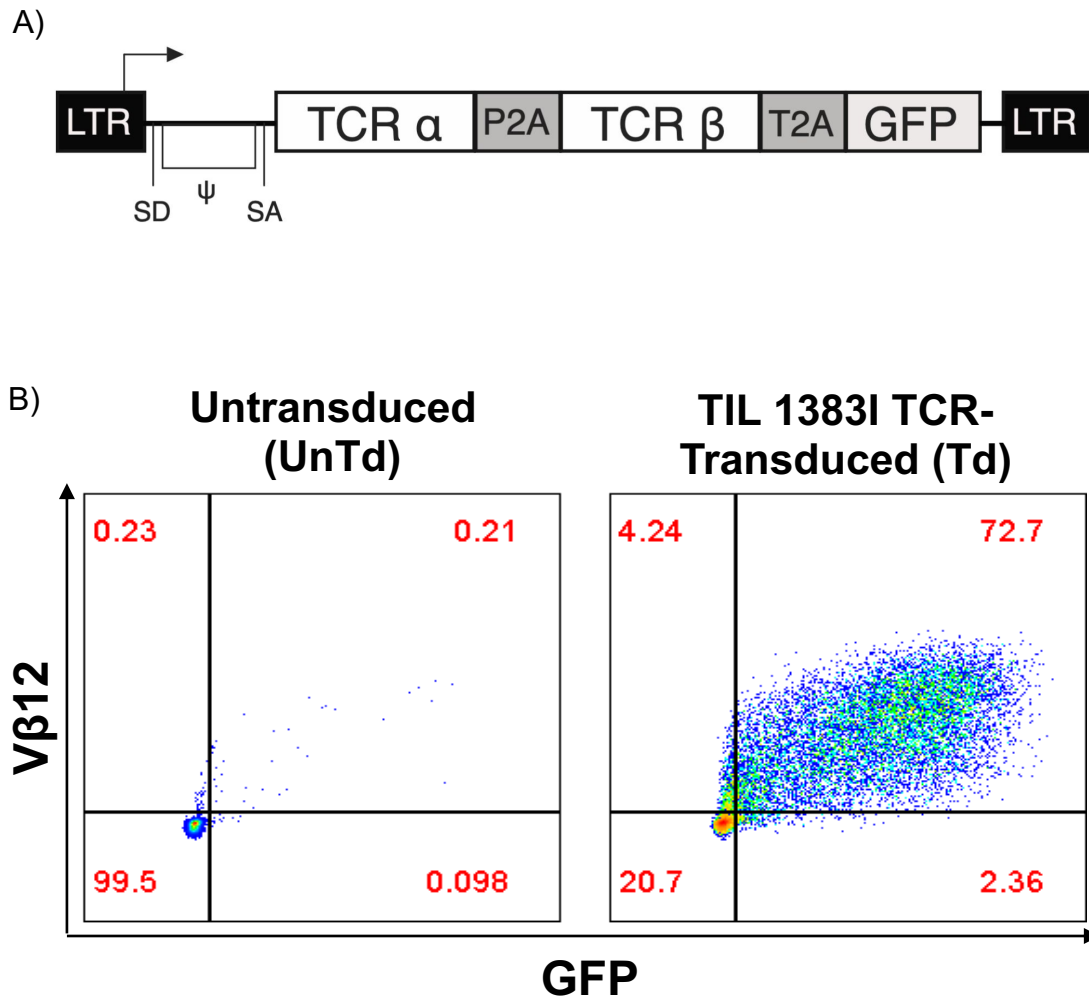 A)
LTR TCR α P2A TCR β T2A GFP LTR
ψ
SD SA
B)
Untransduced
(UnTd)
TIL 1383I TCR-
Transduced (Td)
0.23 0.21
4.24 72.7
Vβ12
99.5 0.098
20.7 2.36
GFP